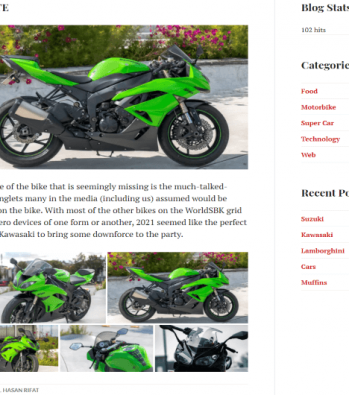 TE
e of the bike that is seemingly missing is the much-talked-
nglets many in the media (including us) assumed would be
on the bike. With most of the other bikes on the WorldSBK grid
ero devices of one form or another, 2021 seemed like the perfect
Kawasaki to bring some downforce to the party.
, HASAN RIFAT
Blog Stats
102 hits
Categorie
Food
Motorbike
Super Car
Technology
Web
Recent Po
Suzuki
Kawasaki
Lamborghini
Cars
Muffins